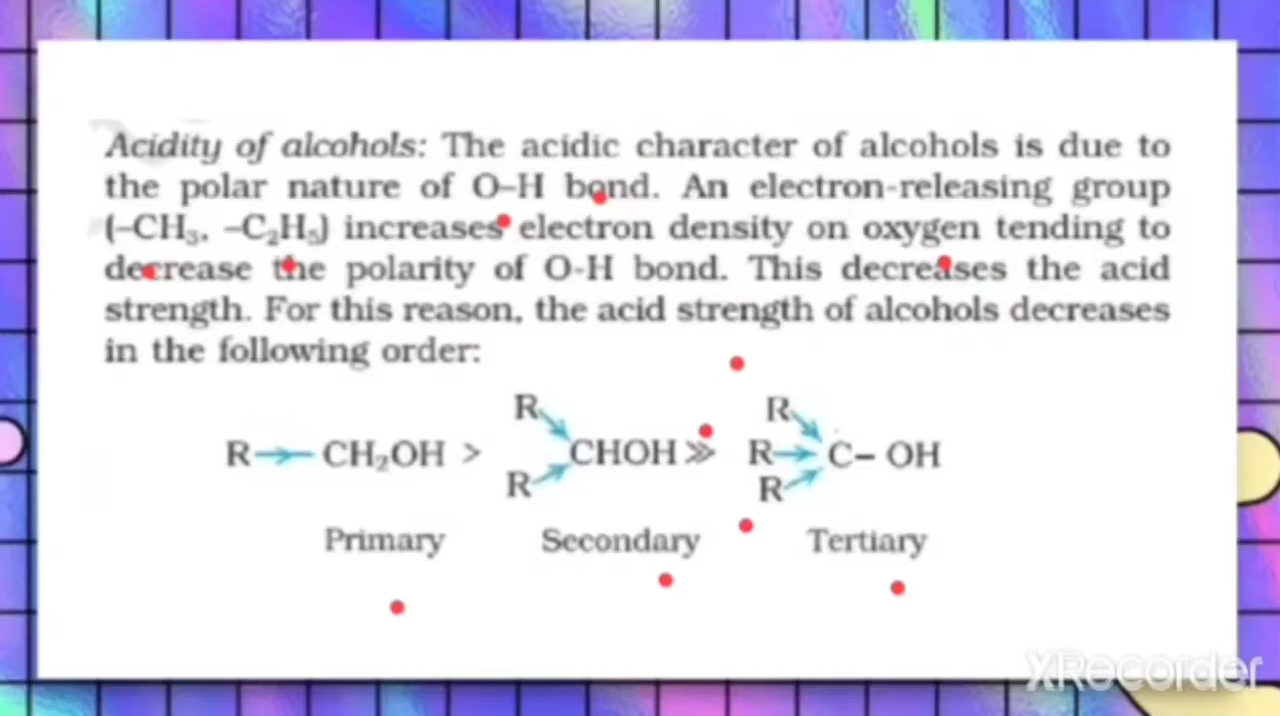 Acidity of alcohols: The acidic character of alcohols is due to
the polar nature of O–H bond. An electron-releasing group
(–CH₃, –C₂H₅) increases electron density on oxygen tending to
decrease the polarity of O-H bond. This decreases the acid
strength. For this reason, the acid strength of alcohols decreases
in the following order:
R R
R CH₂OH > CHOH >> R C– OH
R R
Primary Secondary Tertiary
XRecorder